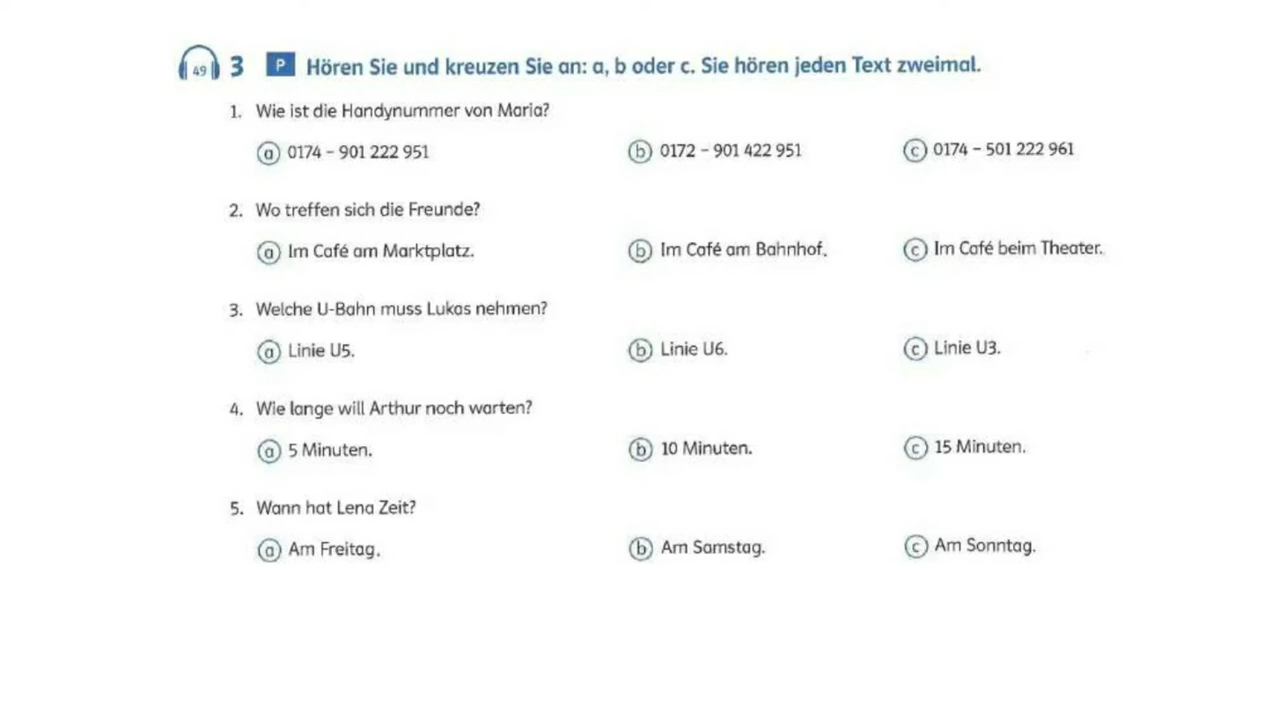 49 3 P Hören Sie und kreuzen Sie an: a, b oder c. Sie hören jeden Text zweimal.
1. Wie ist die Handynummer von Maria?
a 0174 – 901 222 951 b 0172 – 901 422 951 c 0174 – 501 222 961
2. Wo treffen sich die Freunde?
a Im Café am Marktplatz. b Im Café am Bahnhof. c Im Café beim Theater.
3. Welche U-Bahn muss Lukas nehmen?
a Linie U5. b Linie U6. c Linie U3.
4. Wie lange will Arthur noch warten?
a 5 Minuten. b 10 Minuten. c 15 Minuten.
5. Wann hat Lena Zeit?
a Am Freitag. b Am Samstag. c Am Sonntag.